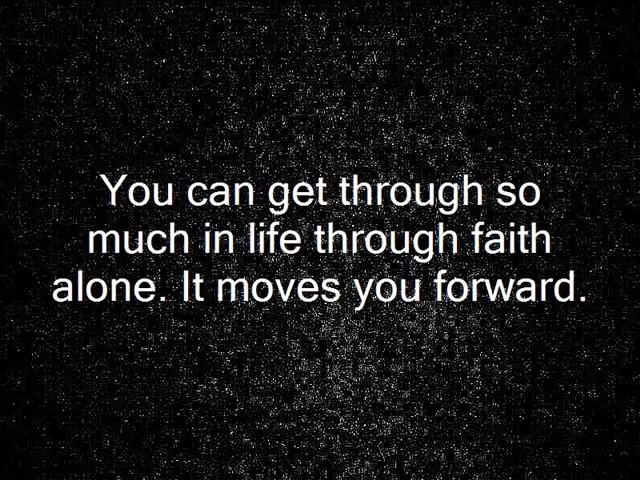 You can get through so
much in life through faith
alone. It moves you forward.